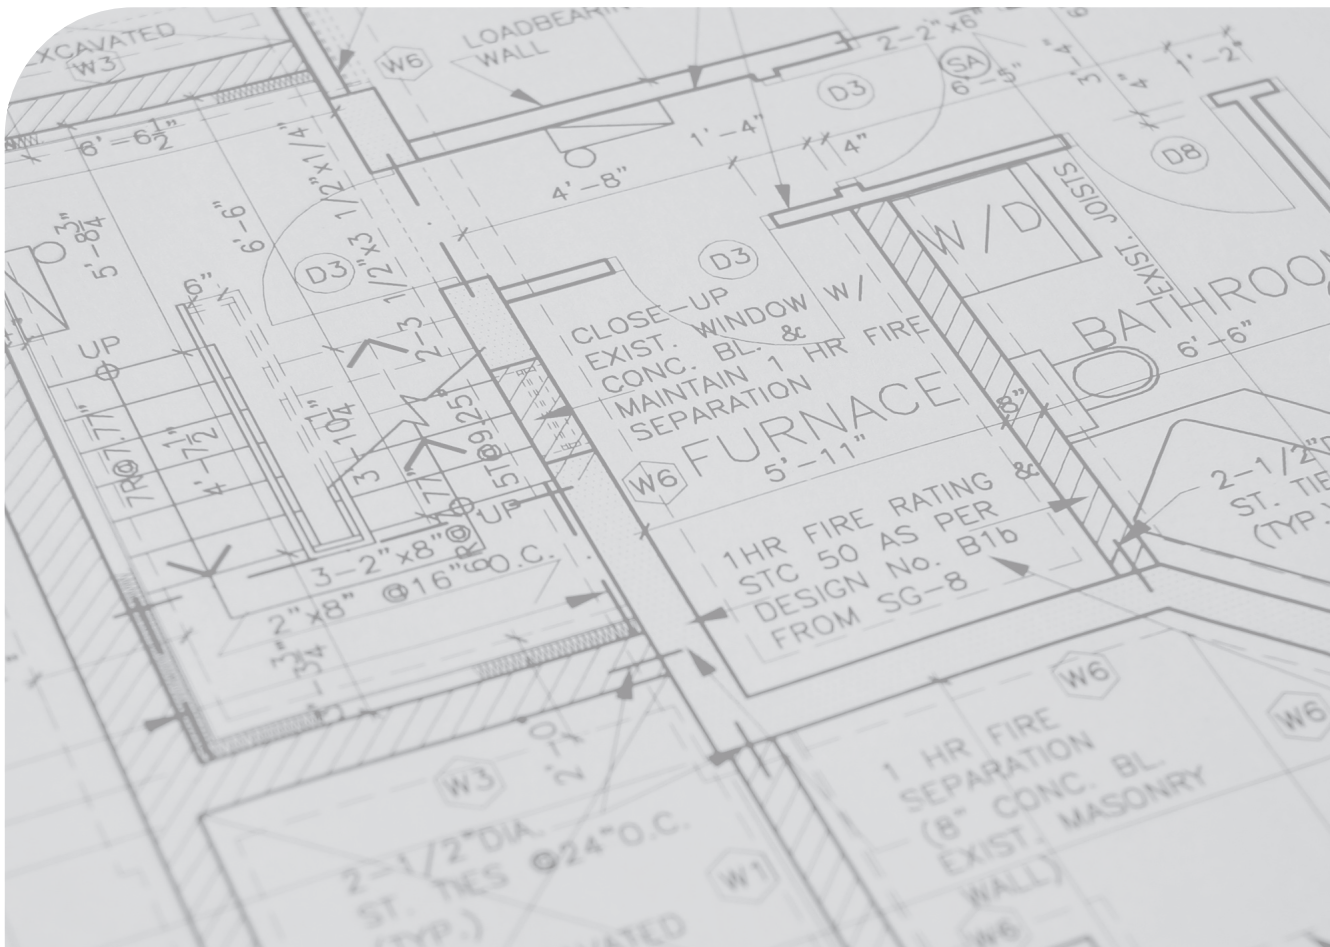 EXCAVATED
W3
W6
LOADBEARING
WALL
2'-2"x6"
SA
6'-5"
3'-4"
4"
1'-2"
D3
D8
6'-6½"
1/2"x1/4"
1'-4"
4"
4'-8"
EXIST. JOISTS
W/D
5'-8¾"
6'-6"
1/2"x3
D3
D3
6"
2-3
UP
CLOSE-UP
EXIST. WINDOW W/
CONC. BL. &
MAINTAIN 1 HR FIRE
SEPARATION
BATHROOM
6'-6"
FURNACE
5'-11"
8"
W6
7R@7.77"
4'-7½"
3'-10¼"
5T@9.25"
UP
3-2"x8"
@16" O.C.
2"x8"
1HR FIRE RATING &
STC 50 AS PER
DESIGN No. B1b
FROM SG-8
2-1/2"D
ST. TIE
(TYP.
W6
W6
W3
2'-0"
1 HR FIRE
SEPARATION
(8" CONC. BL.
EXIST. MASONRY
WALL)
W6
2-1/2"DIA.
ST. TIES @24"O.C.
(TYP.)
W1